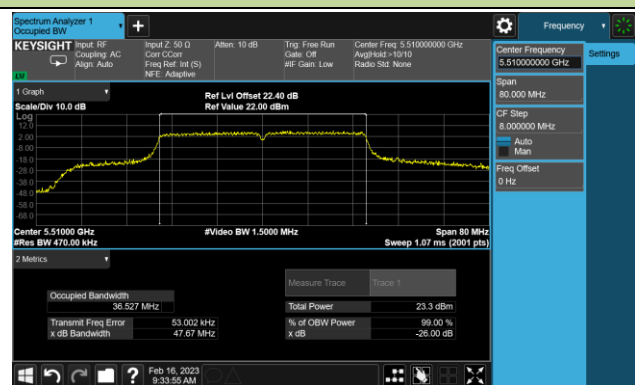 Spectrum Analyzer 1
Occupied BW
Frequency
KEYSIGHT
Input: RF
Coupling: AC
Align: Auto
Input Z: 50 Ω
Corr CCorr
Freq Ref: Int (S)
NFE: Adaptive
Atten: 10 dB
Trig: Free Run
Gate: Off
#IF Gain: Low
Center Freq: 5.510000000 GHz
Avg|Hold:>10/10
Radio Std: None
Center Frequency
5.510000000 GHz
Settings
Span
80.000 MHz
CF Step
8.000000 MHz
Auto
Man
Freq Offset
0 Hz
1 Graph
Scale/Div 10.0 dB
Ref Lvl Offset 22.40 dB
Ref Value 22.00 dBm
Log
12.0
2.00
-8.00
-18.0
-28.0
-38.0
-48.0
-58.0
-68.0
Center 5.51000 GHz
#Res BW 470.00 kHz
#Video BW 1.5000 MHz
Span 80 MHz
Sweep 1.07 ms (2001 pts)
2 Metrics
Measure Trace
Trace 1
Occupied Bandwidth
36.527 MHz
Total Power
23.3 dBm
Transmit Freq Error
53.002 kHz
% of OBW Power
99.00 %
x dB Bandwidth
47.67 MHz
x dB
-26.00 dB
Feb 16, 2023
9:33:55 AM